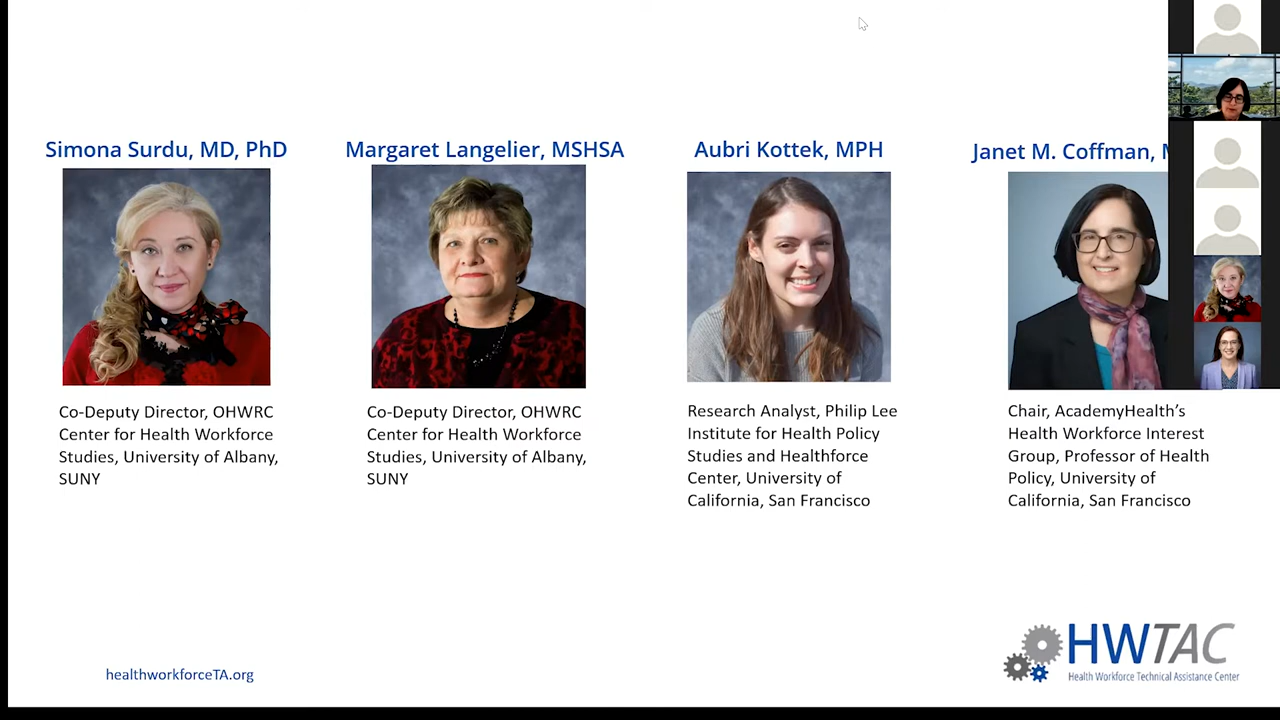 Simona Surdu, MD, PhD
Co-Deputy Director, OHWRC
Center for Health Workforce
Studies, University of Albany,
SUNY
Margaret Langelier, MSHSA
Co-Deputy Director, OHWRC
Center for Health Workforce
Studies, University of Albany,
SUNY
Aubri Kottek, MPH
Research Analyst, Philip Lee
Institute for Health Policy
Studies and Healthforce
Center, University of
California, San Francisco
Janet M. Coffman,
Chair, AcademyHealth’s
Health Workforce Interest
Group, Professor of Health
Policy, University of
California, San Francisco
healthworkforceTA.org
HWTAC
Health Workforce Technical Assistance Center